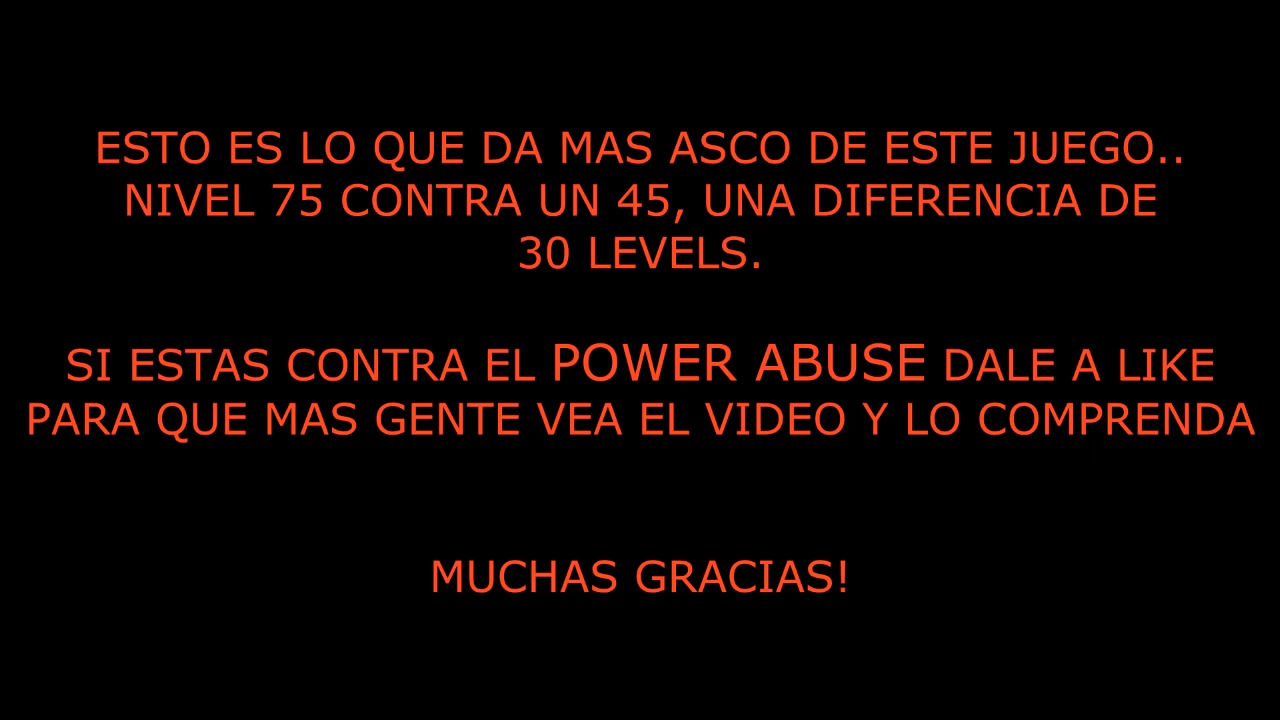 ESTO ES LO QUE DA MAS ASCO DE ESTE JUEGO..
NIVEL 75 CONTRA UN 45, UNA DIFERENCIA DE
30 LEVELS.
SI ESTAS CONTRA EL POWER ABUSE DALE A LIKE
PARA QUE MAS GENTE VEA EL VIDEO Y LO COMPRENDA
MUCHAS GRACIAS!